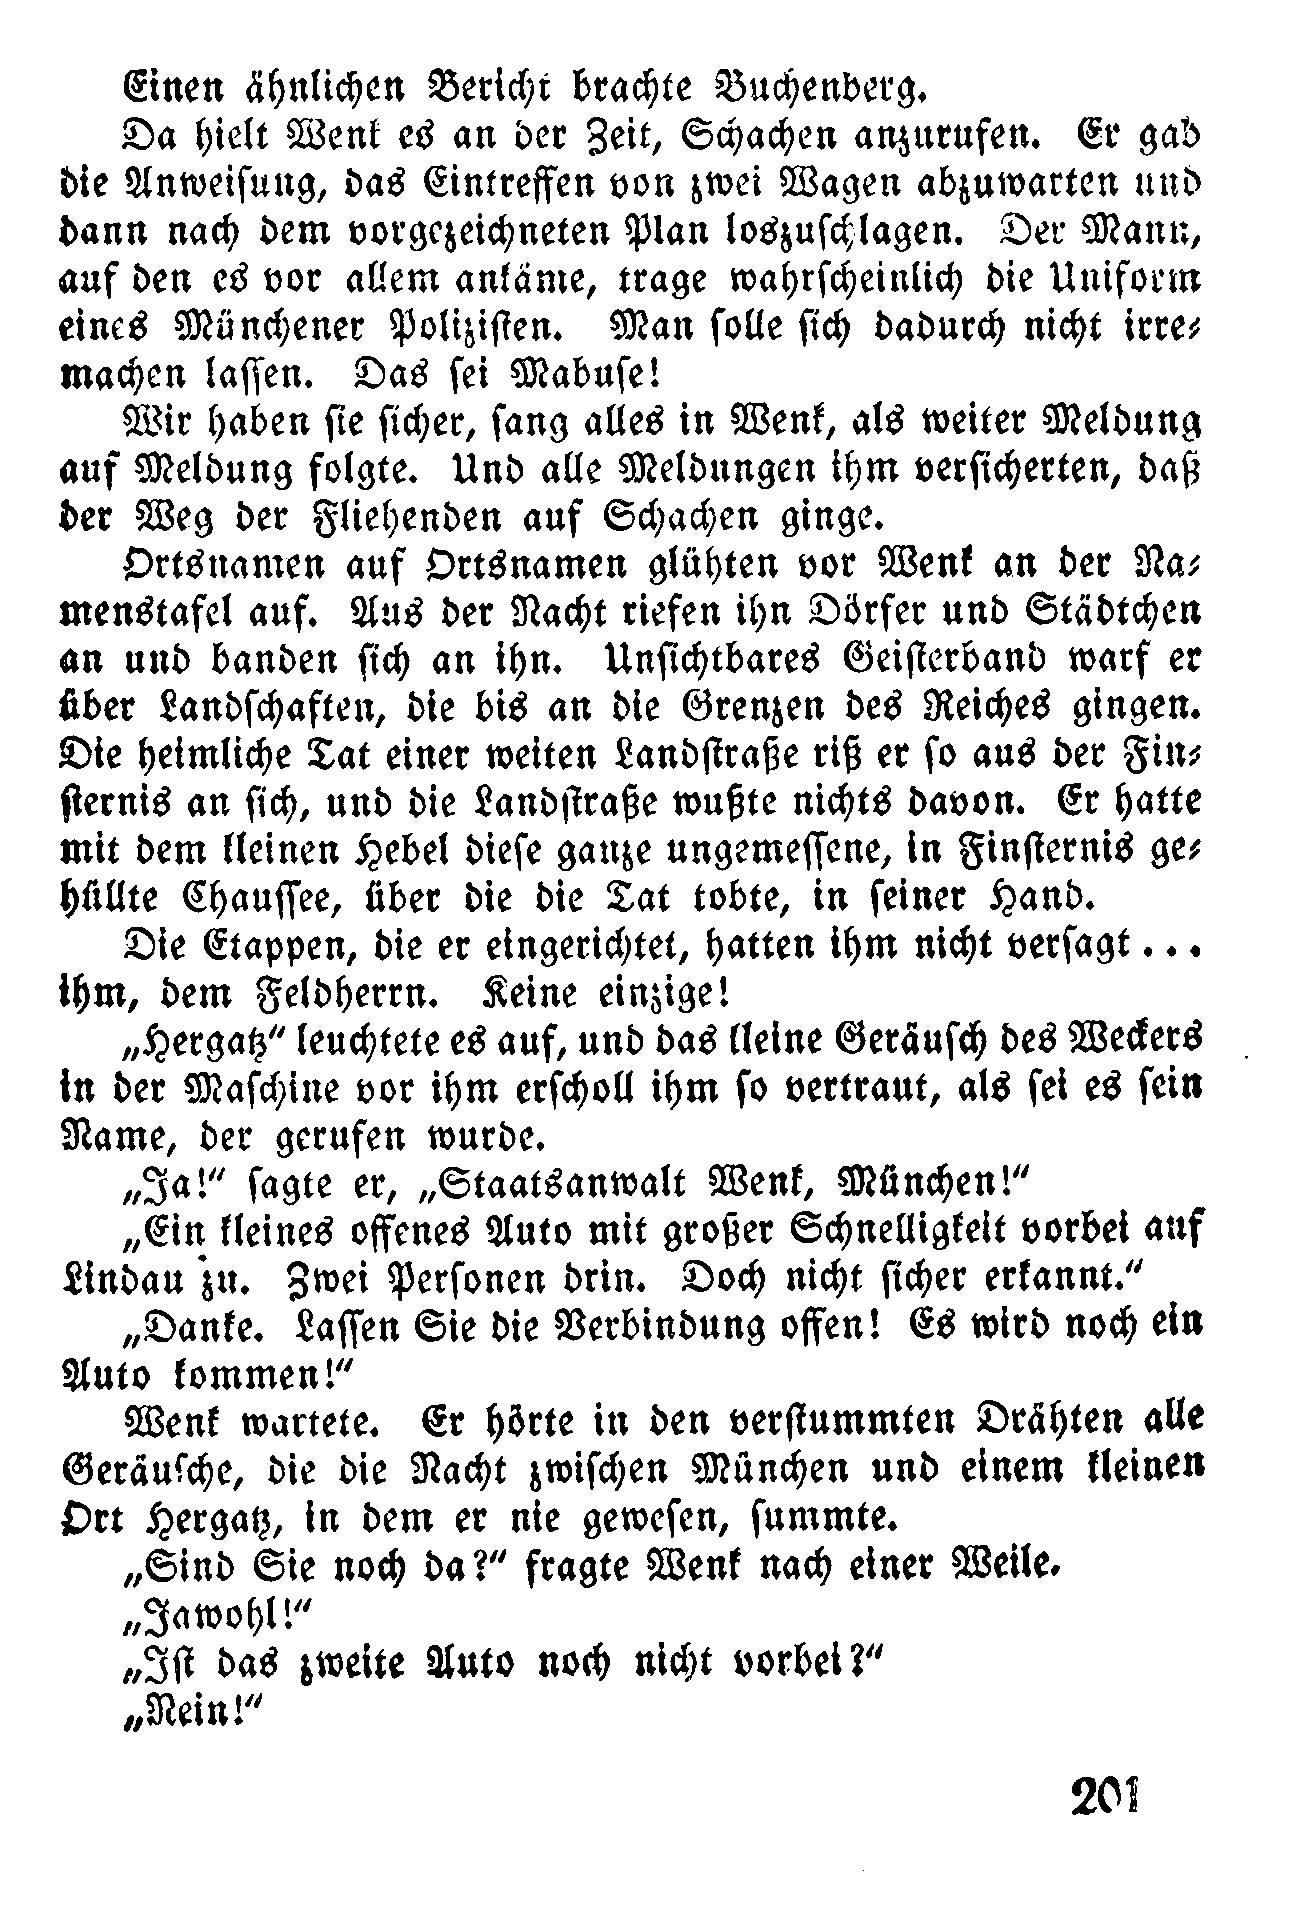 Einen ähnlichen Bericht brachte Buchenberg.
Da hielt Wenk es an der Zeit, Schachen anzurufen. Er gab
die Anweisung, das Eintreffen von zwei Wagen abzuwarten und
dann nach dem vorgezeichneten Plan loszuschlagen. Der Mann,
auf den es vor allem ankäme, trage wahrscheinlich die Uniform
eines Münchener Polizisten. Man solle sich dadurch nicht irre-
machen lassen. Das sei Mabuse!
Wir haben sie sicher, sang alles in Wenk, als weiter Meldung
auf Meldung folgte. Und alle Meldungen ihm versicherten, daß
der Weg der Fliehenden auf Schachen ginge.
Ortsnamen auf Ortsnamen glühten vor Wenk an der Na-
menstafel auf. Aus der Nacht riefen ihn Dörfer und Städtchen
an und banden sich an ihn. Unsichtbares Geisterband warf er
über Landschaften, die bis an die Grenzen des Reiches gingen.
Die heimliche Tat einer weiten Landstraße riß er so aus der Fin-
sternis an sich, und die Landstraße wußte nichts davon. Er hatte
mit dem kleinen Hebel diese ganze ungemessene, in Finsternis ge-
hüllte Chaussee, über die die Tat tobte, in seiner Hand.
Die Etappen, die er eingerichtet, hatten ihm nicht versagt...
ihm, dem Feldherrn. Keine einzige!
„Hergatz“ leuchtete es auf, und das kleine Geräusch des Weckers
in der Maschine vor ihm erscholl ihm so vertraut, als sei es sein
Name, der gerufen wurde.
„Ja!“ sagte er, „Staatsanwalt Wenk, München!“
„Ein kleines offenes Auto mit großer Schnelligkeit vorbei auf
Lindau zu. Zwei Personen drin. Doch nicht sicher erkannt.“
„Danke. Lassen Sie die Verbindung offen! Es wird noch ein
Auto kommen!“
Wenk wartete. Er hörte in den verstummten Drähten alle
Geräusche, die die Nacht zwischen München und einem kleinen
Ort Hergatz, in dem er nie gewesen, summte.
„Sind Sie noch da?“ fragte Wenk nach einer Weile.
„Jawohl!“
„Ist das zweite Auto noch nicht vorbei?“
„Nein!“
201